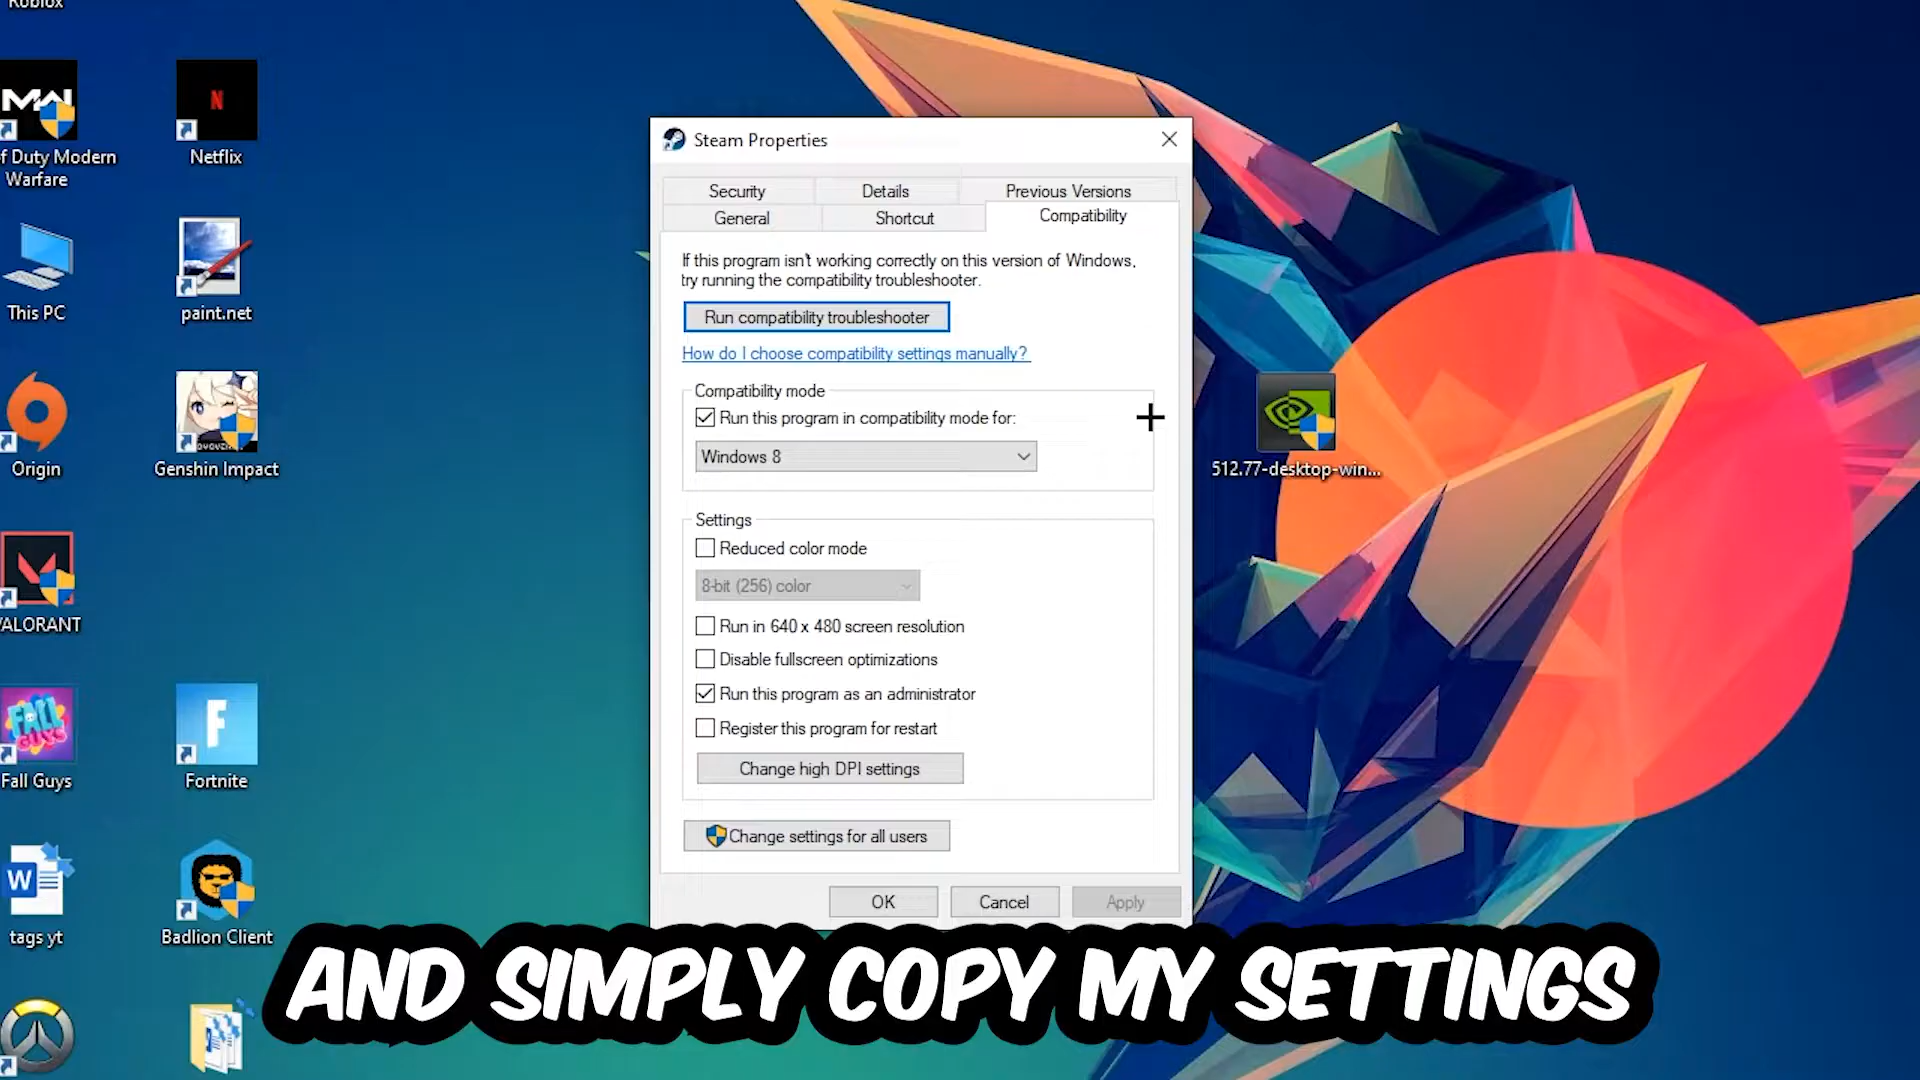 Roblox
MW
f Duty Modern
Warfare
N
Netflix
This PC
paint.net
Origin
Genshin Impact
VALORANT
FALL
GUYS
Fall Guys
F
Fortnite
W
tags yt
Badlion Client
Steam Properties
Security
Details
Previous Versions
General
Shortcut
Compatibility
If this program isn't working correctly on this version of Windows,
try running the compatibility troubleshooter.
Run compatibility troubleshooter
How do I choose compatibility settings manually?
Compatibility mode
Run this program in compatibility mode for:
Windows 8
Settings
Reduced color mode
8-bit (256) color
Run in 640 x 480 screen resolution
Disable fullscreen optimizations
Run this program as an administrator
Register this program for restart
Change high DPI settings
Change settings for all users
OK
Cancel
Apply
512.77-desktop-win...
AND SIMPLY COPY MY SETTINGS